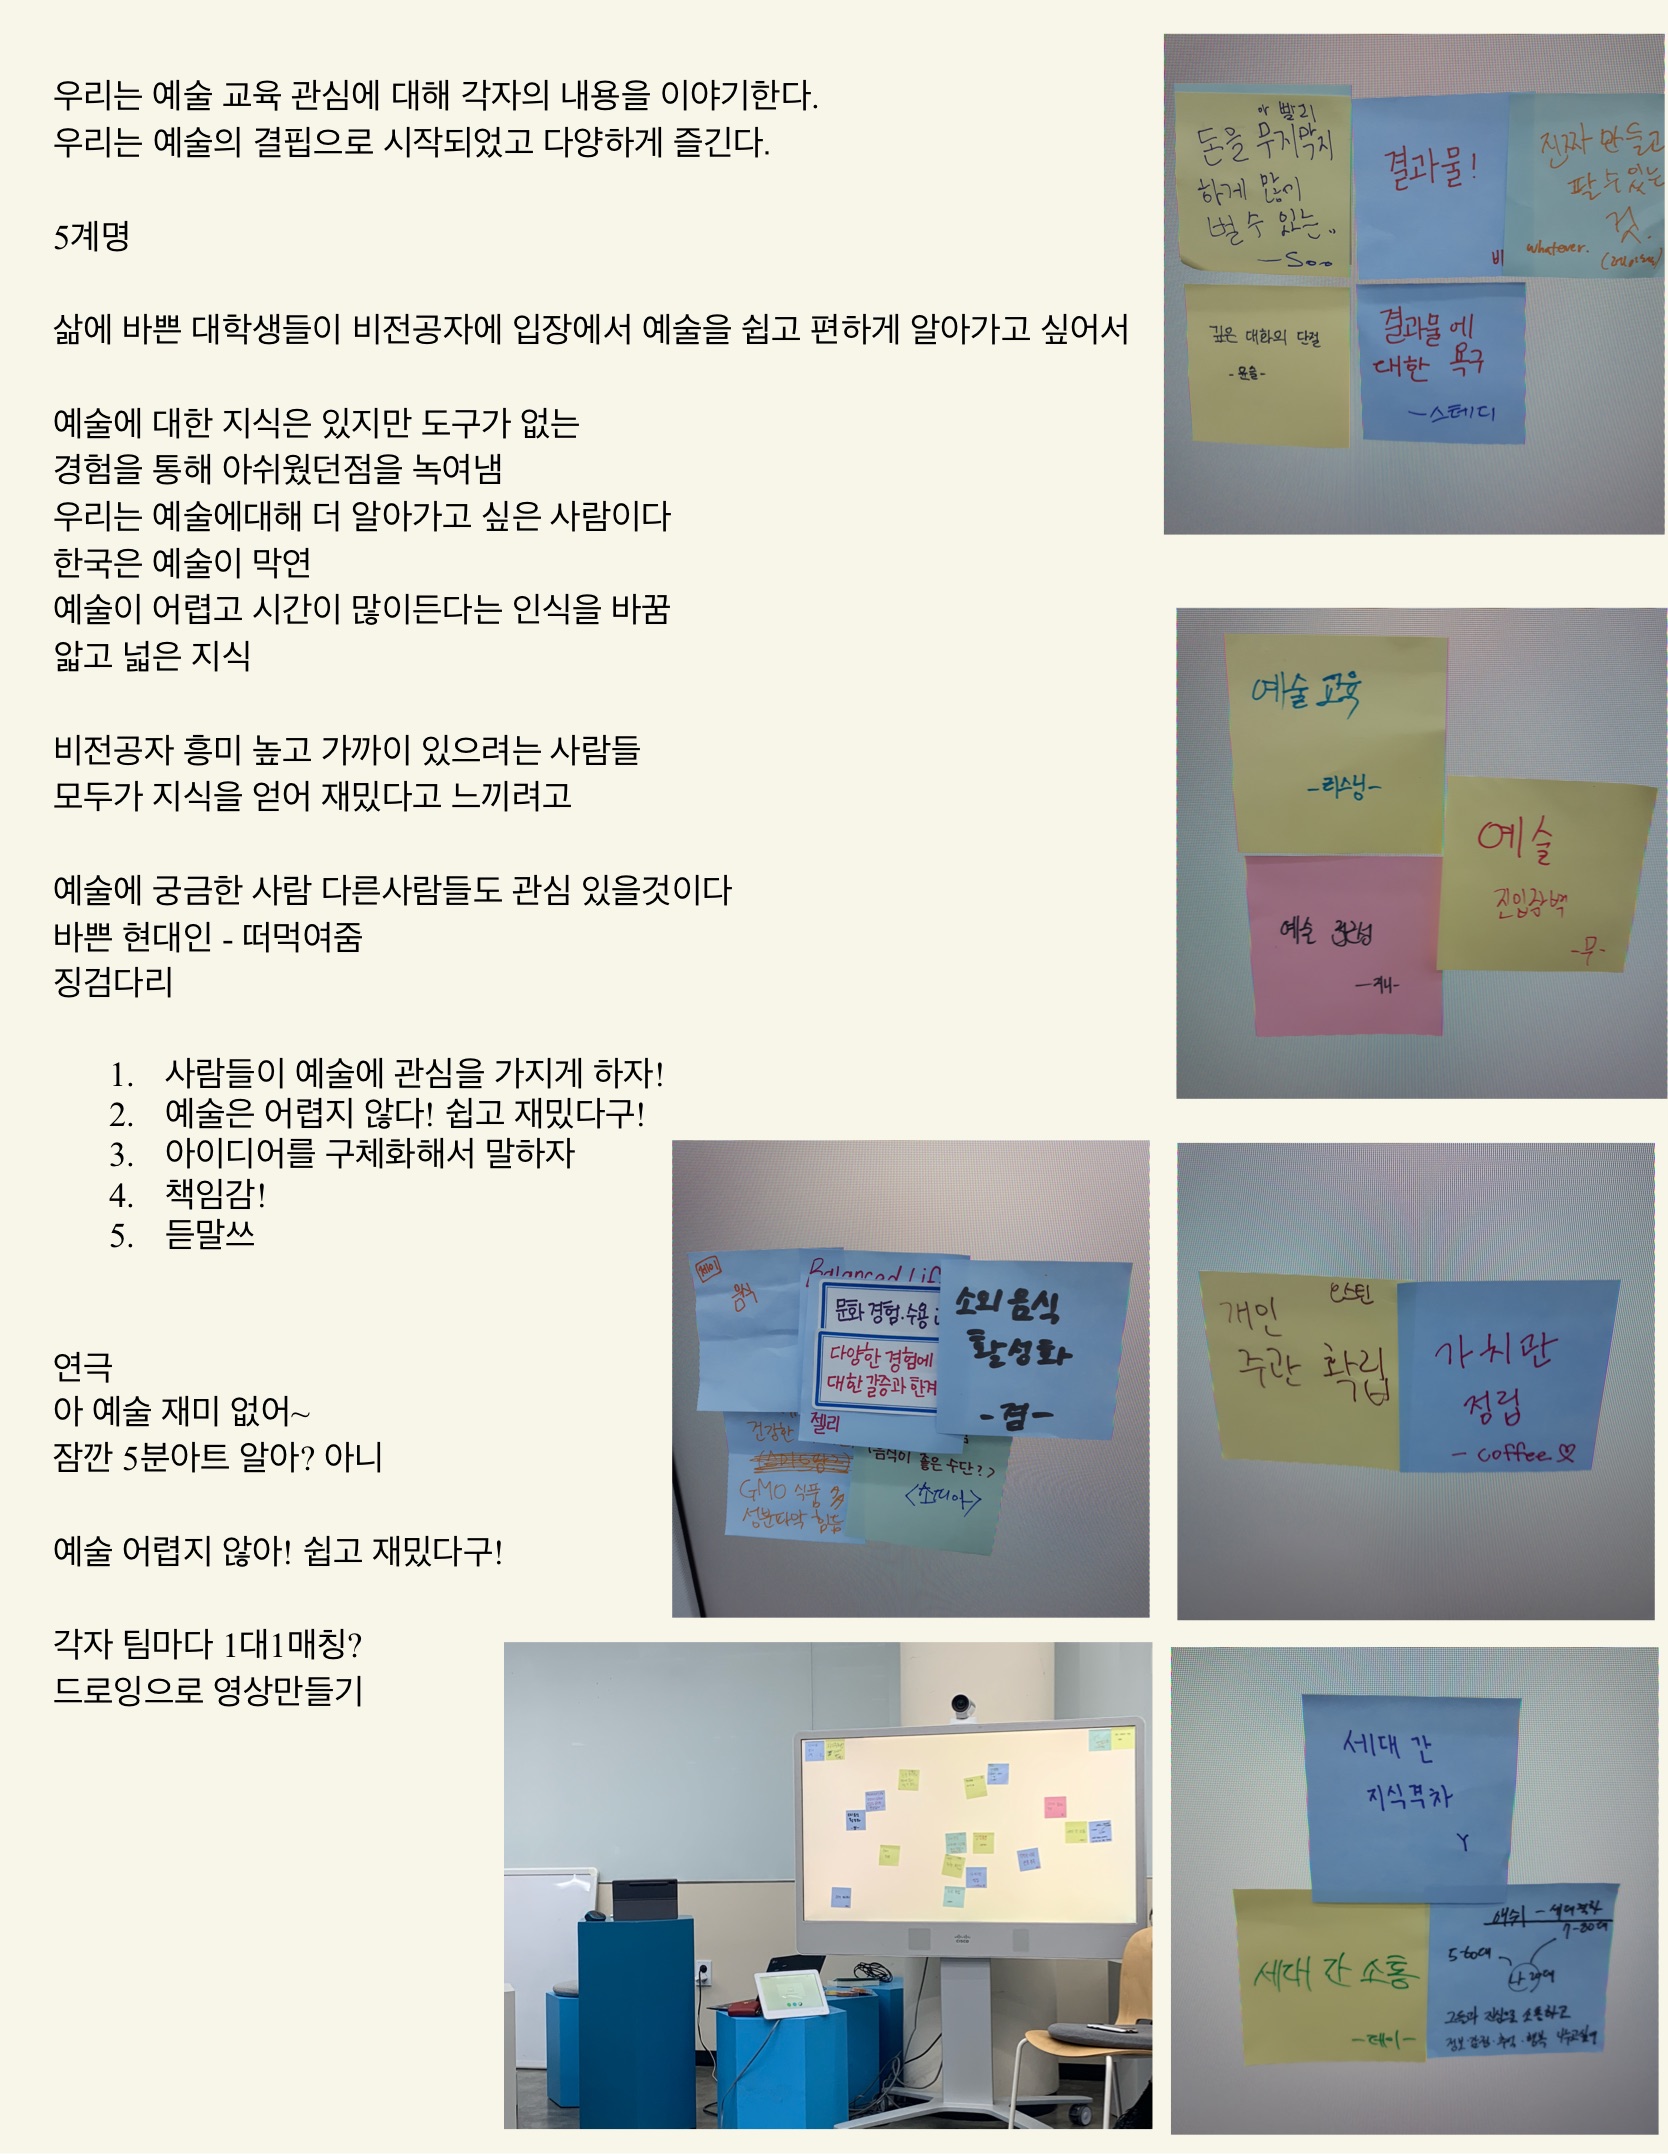 우리는 예술 교육 관심에 대해 각자의 내용을 이야기한다.
우리는 예술의 결핍으로 시작되었고 다양하게 즐긴다.
5계명
삶에 바쁜 대학생들이 비전공자에 입장에서 예술을 쉽고 편하게 알아가고 싶어서
예술에 대한 지식은 있지만 도구가 없는
경험을 통해 아쉬웠던점을 녹여냄
우리는 예술에대해 더 알아가고 싶은 사람이다
한국은 예술이 막연
예술이 어렵고 시간이 많이든다는 인식을 바꿈
얇고 넓은 지식
비전공자 흥미 높고 가까이 있으려는 사람들
모두가 지식을 얻어 재밌다고 느끼려고
예술에 궁금한 사람 다른사람들도 관심 있을것이다
바쁜 현대인 - 떠먹여줌
징검다리
1. 사람들이 예술에 관심을 가지게 하자!
2. 예술은 어렵지 않다! 쉽고 재밌다구!
3. 아이디어를 구체화해서 말하자
4. 책임감!
5. 듣말쓰
연극
아 예술 재미 없어~
잠깐 5분아트 알아? 아니
예술 어렵지 않아! 쉽고 재밌다구!
각자 팀마다 1대1매칭?
드로잉으로 영상만들기
아 빨리
돈을 무지막지
하게 많이
벌 수 있는..
-Soo
결과물!
진짜 만들고
팔 수 있는
것.
whatever.
깊은 대화의 단절
-윤슬-
결과물에
대한 욕구
-스테디
예술 교육
-리스닝-
예술
진입장벽
-무-
예술
-제니-
제이
음식
Balanced Lif
문화 경험.수용
다양한 경험에
대한 갈증과 한계
젤리
소외 음식
활성화
-겸-
건강한
GMO 식품
성분파악 힘듦
음식이 좋은 수단?>
<초피아>
오스틴
개인
주관 확립
가치관
정립
- coffee♡
세대 간
지식격차
Y
세대 간 소통
-데이-
애쉬 - 세대
7-80대
5-60대
나 20대
그들과 진심으로 소통하고
정보·감정·추억·행복